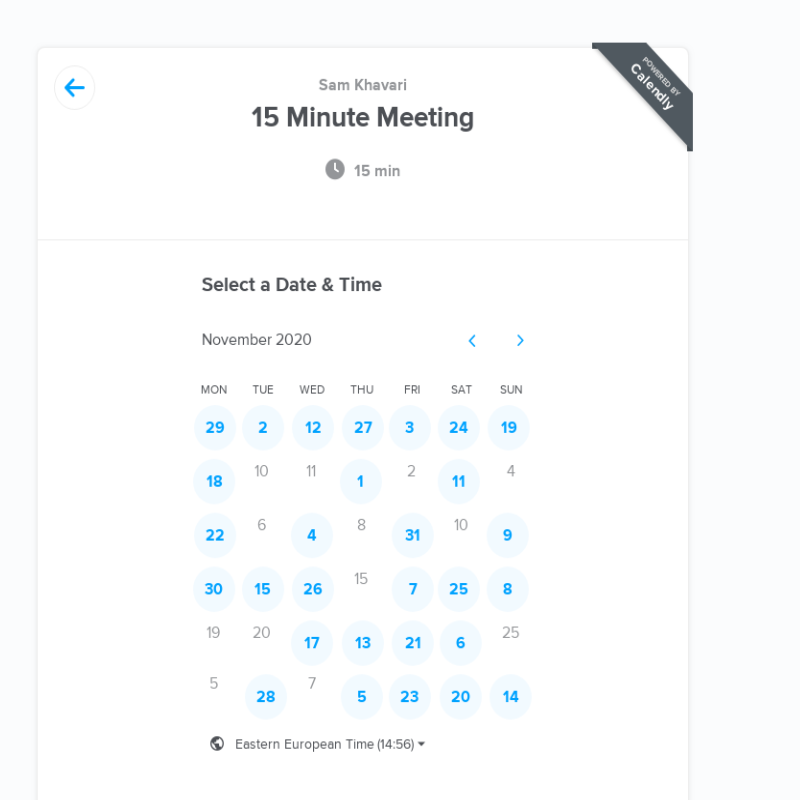 POWERED BY
Calendly
Sam Khavari
15 Minute Meeting
15 min
Select a Date & Time
November 2020
MON TUE WED THU FRI SAT SUN
29 2 12 27 3 24 19
18 10 11 1 2 11 4
22 6 4 8 31 10 9
30 15 26 15 7 25 8
19 20 17 13 21 6 25
5 28 7 5 23 20 14
Eastern European Time (14:56)